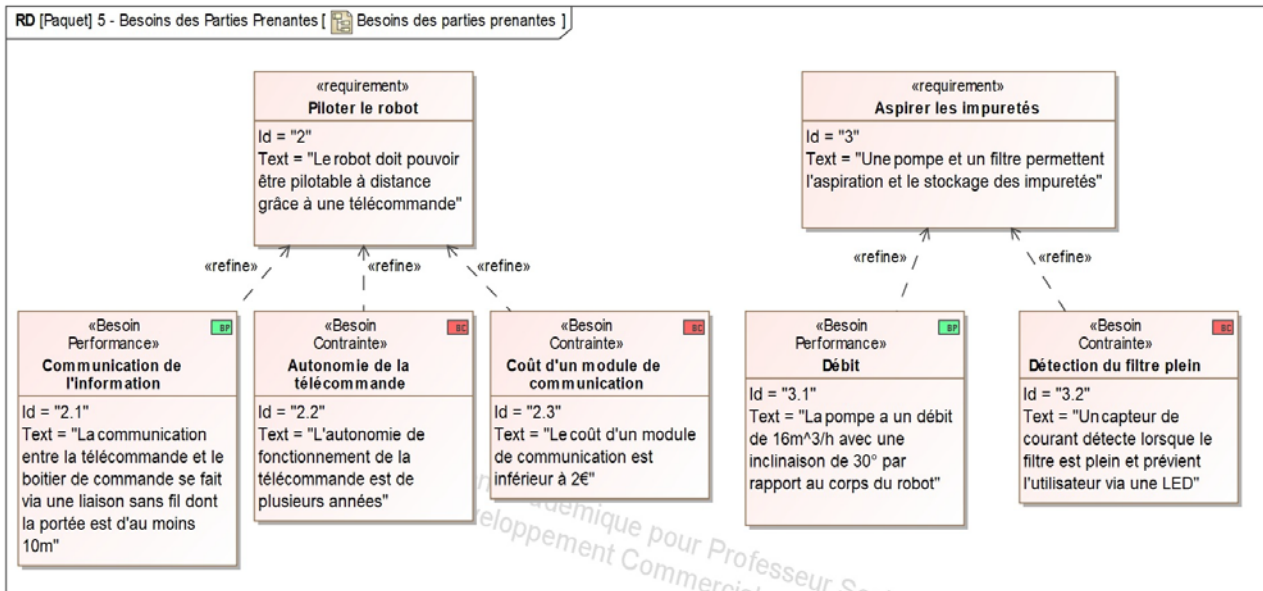 RD [Paquet] 5 - Besoins des Parties Prenantes [ Besoins des parties prenantes ]
«requirement»
Piloter le robot
Id = "2"
Text = "Le robot doit pouvoir
être pilotable à distance
grâce à une télécommande"
«requirement»
Aspirer les impuretés
Id = "3"
Text = "Une pompe et un filtre permettent
l'aspiration et le stockage des impuretés"
«refine»
«refine»
«refine»
«refine»
«refine»
«Besoin
Performance»
BP
Communication de
l'information
Id = "2.1"
Text = "La communication
entre la télécommande et le
boitier de commande se fait
via une liaison sans fil dont
la portée est d'au moins
10m"
«Besoin
Contrainte»
BC
Autonomie de la
télécommande
Id = "2.2"
Text = "L'autonomie de
fonctionnement de la
télécommande est de
plusieurs années"
«Besoin
Contrainte»
BC
Coût d'un module de
communication
Id = "2.3"
Text = "Le coût d'un module
de communication est
inférieur à 2€"
«Besoin
Performance»
BP
Débit
Id = "3.1"
Text = "La pompe a un débit
de 16m^3/h avec une
inclinaison de 30° par
rapport au corps du robot"
«Besoin
Contrainte»
BC
Détection du filtre plein
Id = "3.2"
Text = "Un capteur de
courant détecte lorsque le
filtre est plein et prévient
l'utilisateur via une LED"
pour Professeur